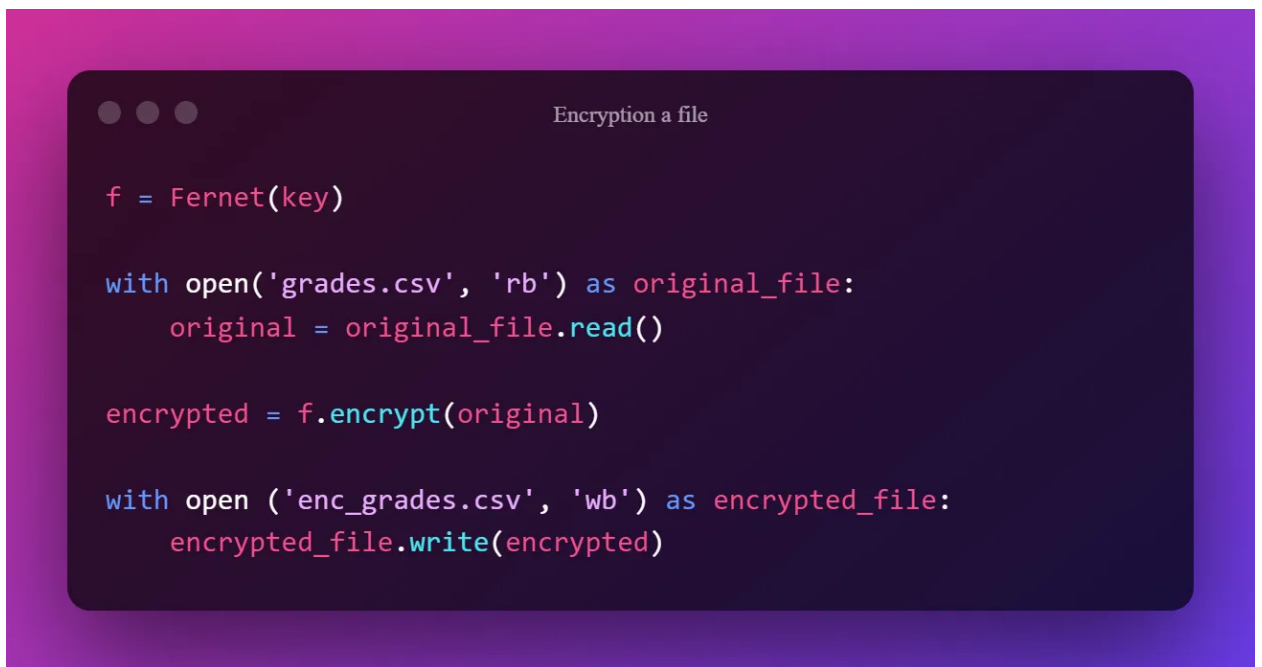 Encryption a file
f = Fernet(key)
with open('grades.csv', 'rb') as original_file:
    original = original_file.read()
encrypted = f.encrypt(original)
with open ('enc_grades.csv', 'wb') as encrypted_file:
    encrypted_file.write(encrypted)